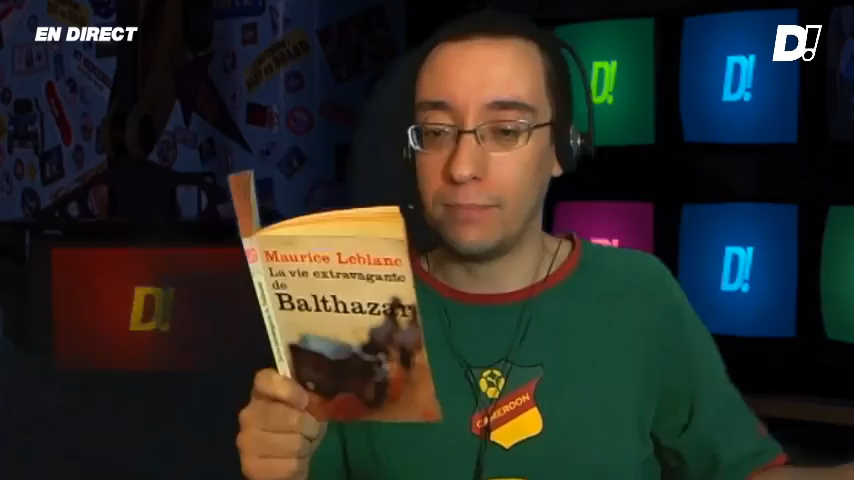 EN DIRECT
D!
D!
D!
Maurice Leblanc
La vie extravagante
de
Balthazar
D!
D!
CAMEROON